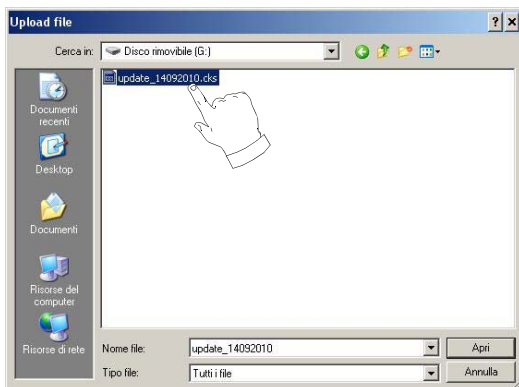 Upload file
Cerca in: Disco rimovibile (G:)
update_14092010.cks
Documenti
recenti
Desktop
Documenti
Risorse del
computer
Risorse di rete
Nome file: update_14092010 Apri
Tipo file: Tutti i file Annulla